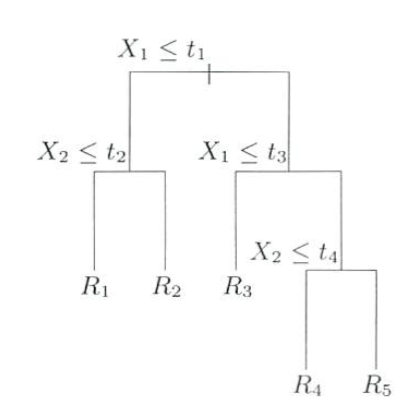 X₁ ≤ t₁
X₂ ≤ t₂ X₁ ≤ t₃
X₂ ≤ t₄
R₁ R₂ R₃
R₄ R₅